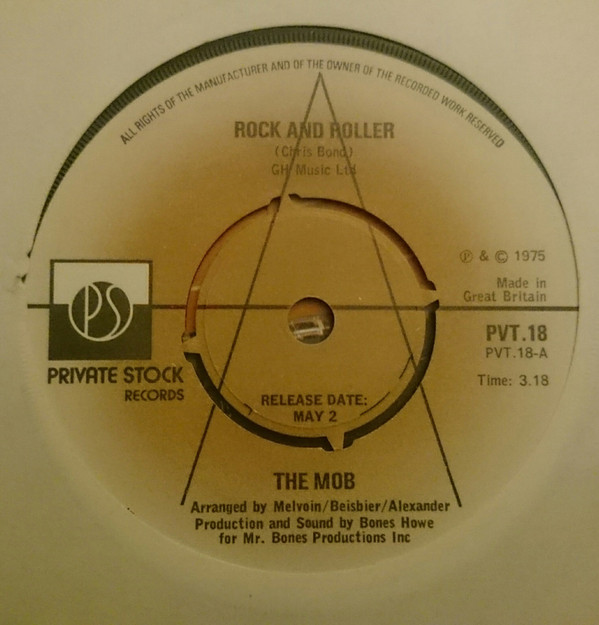 ALL RIGHTS OF THE MANUFACTURER AND OF THE OWNER OF THE RECORDED WORK RESERVED
ROCK AND ROLLER
(Chris Bond)
GH Music Ltd
℗ & © 1975
Made in
Great Britain
PS
PVT.18
PVT.18-A
PRIVATE STOCK
RECORDS
Time: 3.18
RELEASE DATE:
MAY 2
A
THE MOB
Arranged by Melvoin/Beisbier/Alexander
Production and Sound by Bones Howe
for Mr. Bones Productions Inc